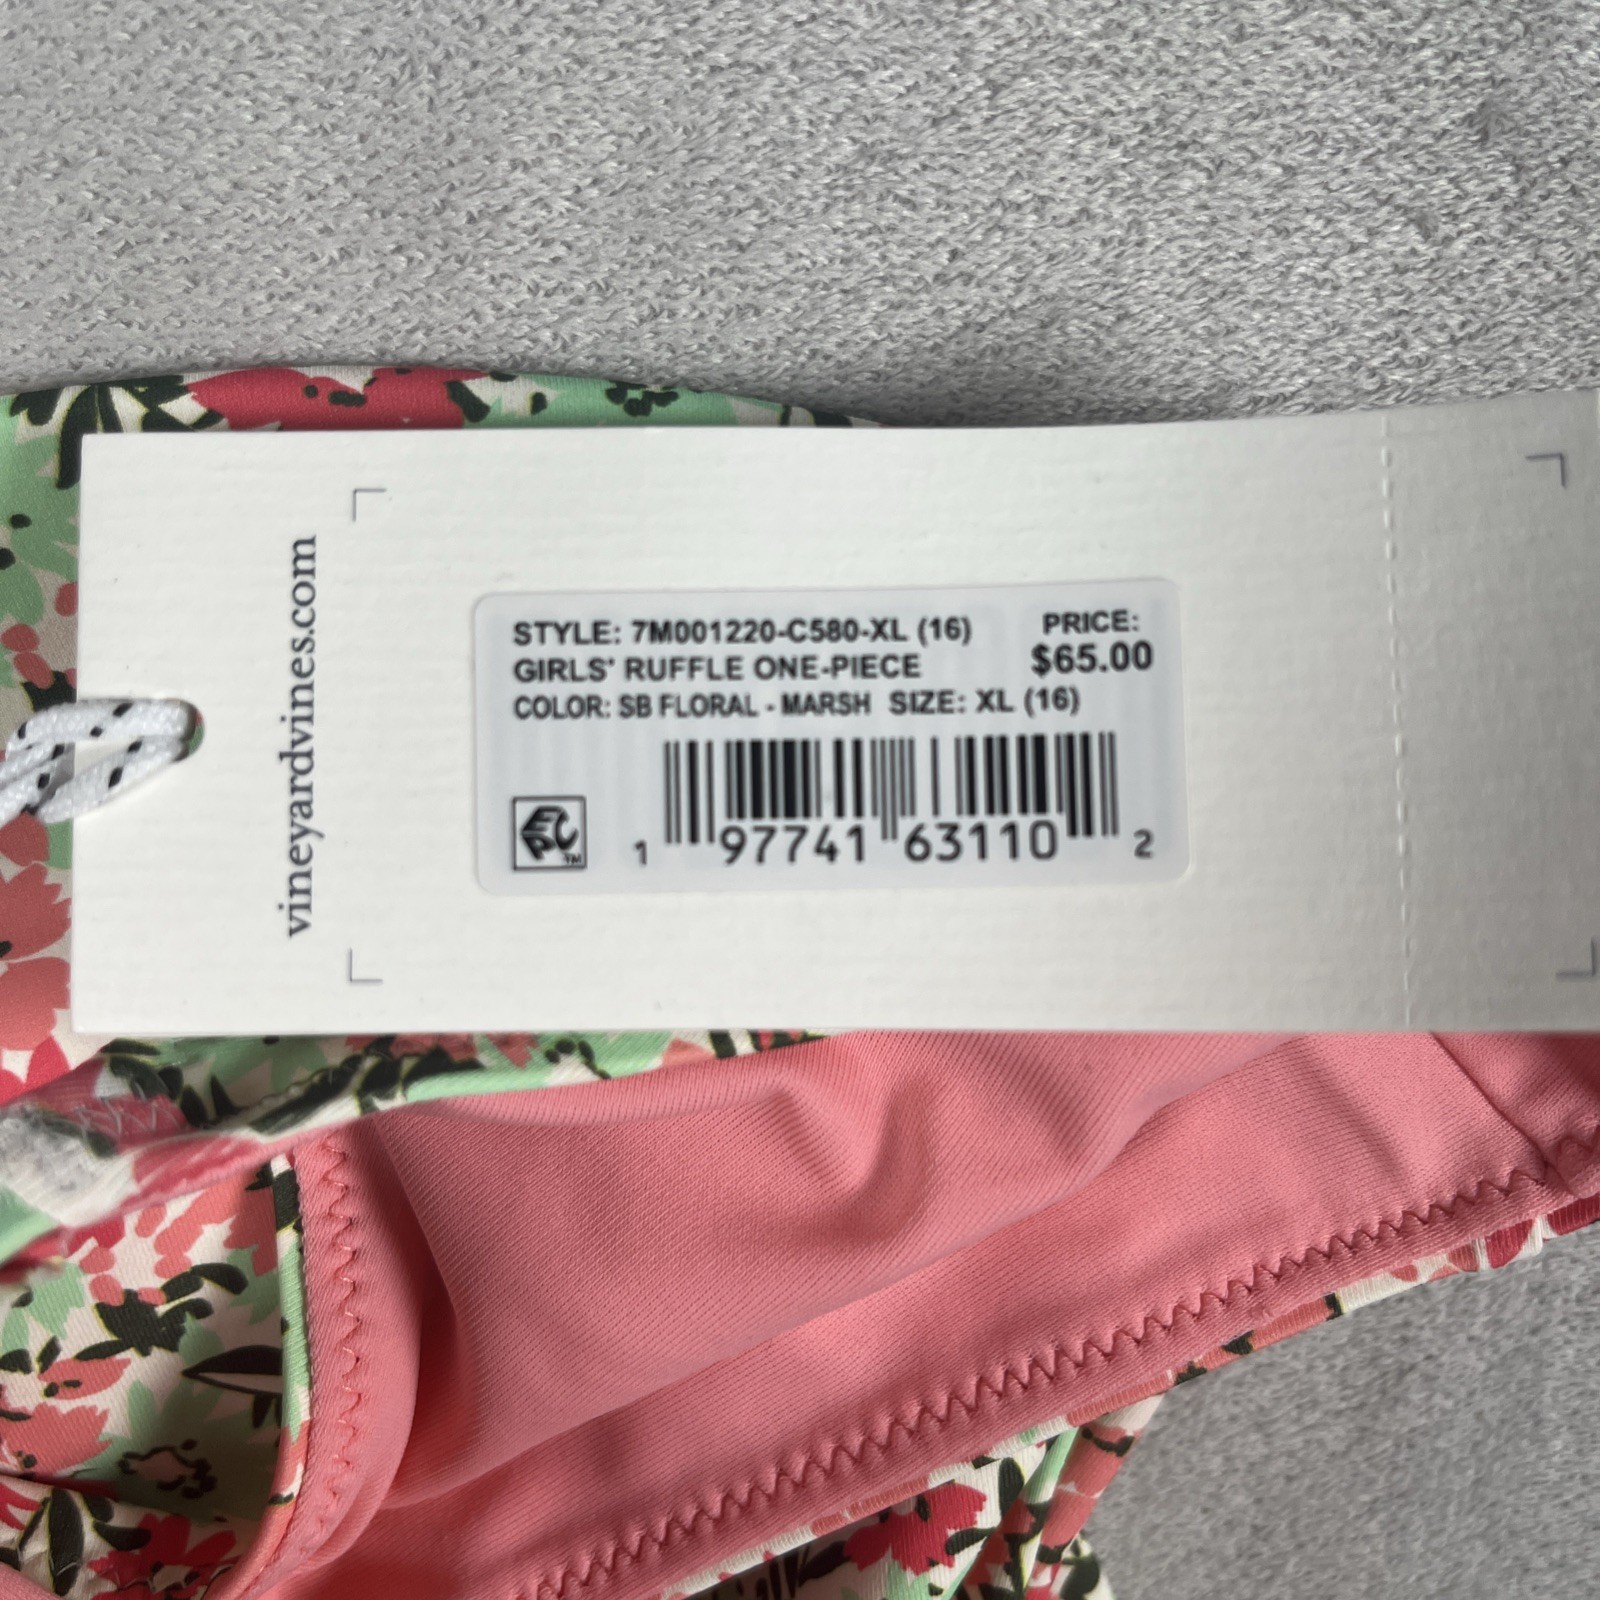 vineyardvines.com
STYLE: 7M001220-C580-XL (16)
GIRLS' RUFFLE ONE-PIECE
COLOR: SB FLORAL - MARSH SIZE: XL (16)
PRICE:
$65.00
EPC™
1 97741 63110 2